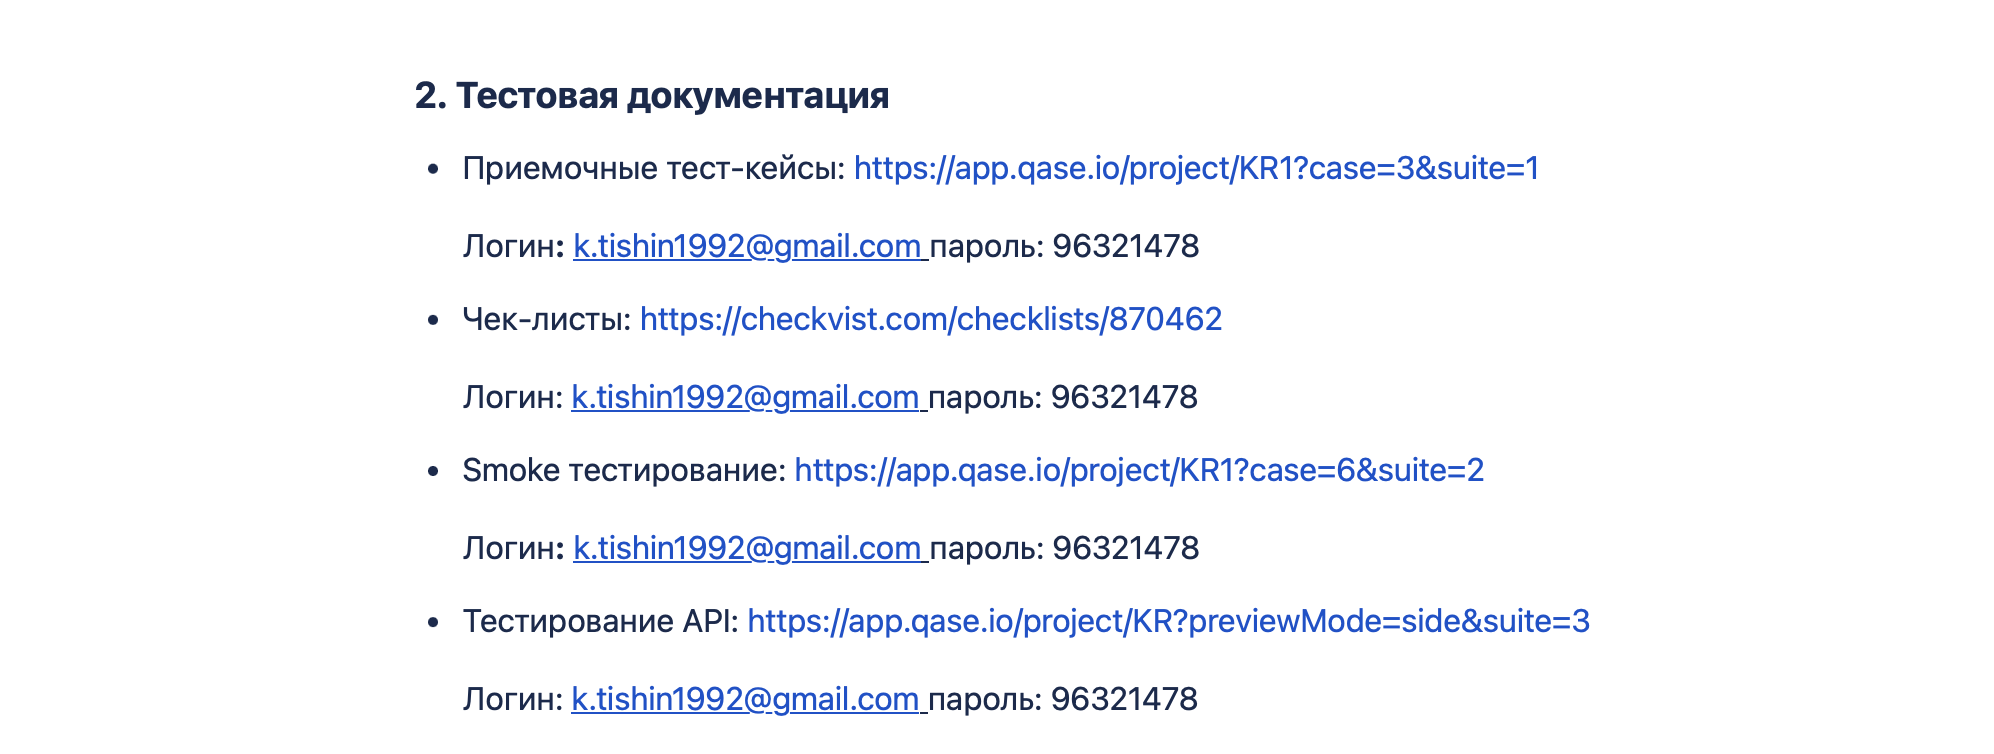 2. Тестовая документация
• Приемочные тест-кейсы: https://app.qase.io/project/KR1?case=3&suite=1
Логин: k.tishin1992@gmail.com пароль: 96321478
• Чек-листы: https://checkvist.com/checklists/870462
Логин: k.tishin1992@gmail.com пароль: 96321478
• Smoke тестирование: https://app.qase.io/project/KR1?case=6&suite=2
Логин: k.tishin1992@gmail.com пароль: 96321478
• Тестирование API: https://app.qase.io/project/KR?previewMode=side&suite=3
Логин: k.tishin1992@gmail.com пароль: 96321478